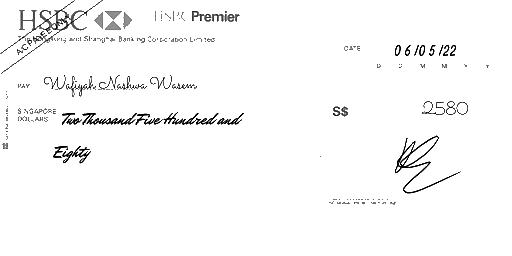 HSBC HSBC Premier
The Hongkong and Shanghai Banking Corporation Limited
A/C PAYEE ONLY
DATE 06/05/22
D D M M Y Y
PAY Wafiyah Nashwa Wasem
SINGAPORE DOLLARS Two Thousand Five Hundred and
Eighty
S$ 2580